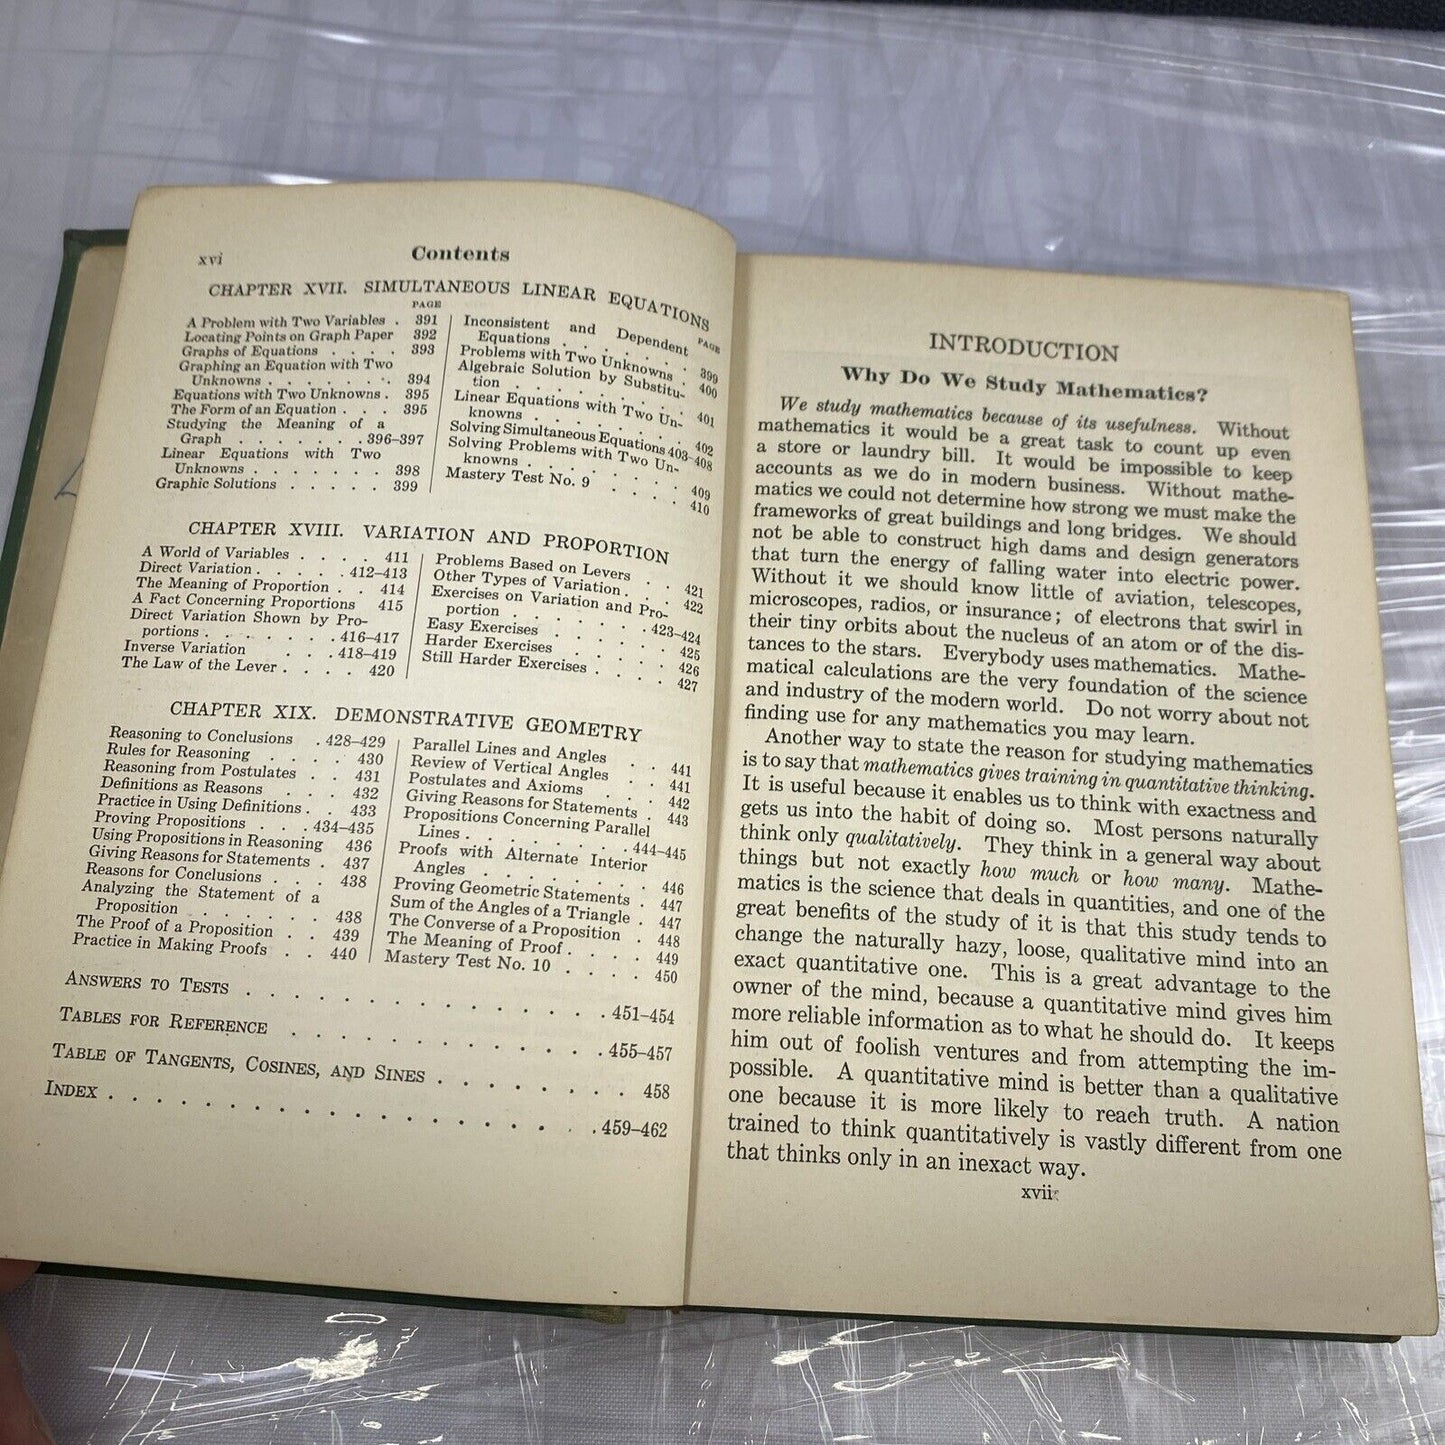 xvi Contents
CHAPTER XVII. SIMULTANEOUS LINEAR EQUATIONS
PAGE
A Problem with Two Variables . 391
Locating Points on Graph Paper 392
Graphs of Equations . . . . 393
Graphing an Equation with Two
Unknowns . . . . . . . . 394
Equations with Two Unknowns . 395
The Form of an Equation . . . 395
Studying the Meaning of a
Graph . . . . . . . 396–397
Linear Equations with Two
Unknowns . . . . . . . 398
Graphic Solutions . . . . . 399
PAGE
Inconsistent and Dependent
Equations . . . . . . . 399
Problems with Two Unknowns . 400
Algebraic Solution by Substitu-
tion . . . . . . . . 401
Linear Equations with Two Un-
knowns . . . . . . . . 402
Solving Simultaneous Equations 403–408
Solving Problems with Two Un-
knowns . . . . . . . . 409
Mastery Test No. 9 . . . . 410
CHAPTER XVIII. VARIATION AND PROPORTION
A World of Variables . . . . 411
Direct Variation . . . . . 412–413
The Meaning of Proportion . . 414
A Fact Concerning Proportions 415
Direct Variation Shown by Pro-
portions . . . . . . . 416–417
Inverse Variation . . . 418–419
The Law of the Lever . . . . 420
Problems Based on Levers . . 421
Other Types of Variation . . . 422
Exercises on Variation and Pro-
portion . . . . . . . 423–424
Easy Exercises . . . . . 425
Harder Exercises . . . . . 426
Still Harder Exercises . . . . 427
CHAPTER XIX. DEMONSTRATIVE GEOMETRY
Reasoning to Conclusions . 428–429
Rules for Reasoning . . . . 430
Reasoning from Postulates . . 431
Definitions as Reasons . . . 432
Practice in Using Definitions . . 433
Proving Propositions . . . 434–435
Using Propositions in Reasoning 436
Giving Reasons for Statements . 437
Reasons for Conclusions . . . 438
Analyzing the Statement of a
Proposition . . . . . . 438
The Proof of a Proposition . . 439
Practice in Making Proofs . . 440
Parallel Lines and Angles . . 441
Review of Vertical Angles . . 441
Postulates and Axioms . . . 442
Giving Reasons for Statements . 443
Propositions Concerning Parallel
Lines . . . . . . . 444–445
Proofs with Alternate Interior
Angles . . . . . . . 446
Proving Geometric Statements . 447
Sum of the Angles of a Triangle . 447
The Converse of a Proposition . 448
The Meaning of Proof . . . . 449
Mastery Test No. 10 . . . . 450
ANSWERS TO TESTS . . . . . . . . . . . . 451–454
TABLES FOR REFERENCE . . . . . . . . . . . 455–457
TABLE OF TANGENTS, COSINES, AND SINES . . . . . . . . 458
INDEX . . . . . . . . . . . . . . . . . . . 459–462
INTRODUCTION
Why Do We Study Mathematics?
We study mathematics because of its usefulness. Without
mathematics it would be a great task to count up even
a store or laundry bill. It would be impossible to keep
accounts as we do in modern business. Without mathe-
matics we could not determine how strong we must make the
frameworks of great buildings and long bridges. We should
not be able to construct high dams and design generators
that turn the energy of falling water into electric power.
Without it we should know little of aviation, telescopes,
microscopes, radios, or insurance; of electrons that swirl in
their tiny orbits about the nucleus of an atom or of the dis-
tances to the stars. Everybody uses mathematics. Mathe-
matical calculations are the very foundation of the science
and industry of the modern world. Do not worry about not
finding use for any mathematics you may learn.
Another way to state the reason for studying mathematics
is to say that mathematics gives training in quantitative thinking.
It is useful because it enables us to think with exactness and
gets us into the habit of doing so. Most persons naturally
think only qualitatively. They think in a general way about
things but not exactly how much or how many. Mathe-
matics is the science that deals in quantities, and one of the
great benefits of the study of it is that this study tends to
change the naturally hazy, loose, qualitative mind into an
exact quantitative one. This is a great advantage to the
owner of the mind, because a quantitative mind gives him
more reliable information as to what he should do. It keeps
him out of foolish ventures and from attempting the im-
possible. A quantitative mind is better than a qualitative
one because it is more likely to reach truth. A nation
trained to think quantitatively is vastly different from one
that thinks only in an inexact way.
xvii